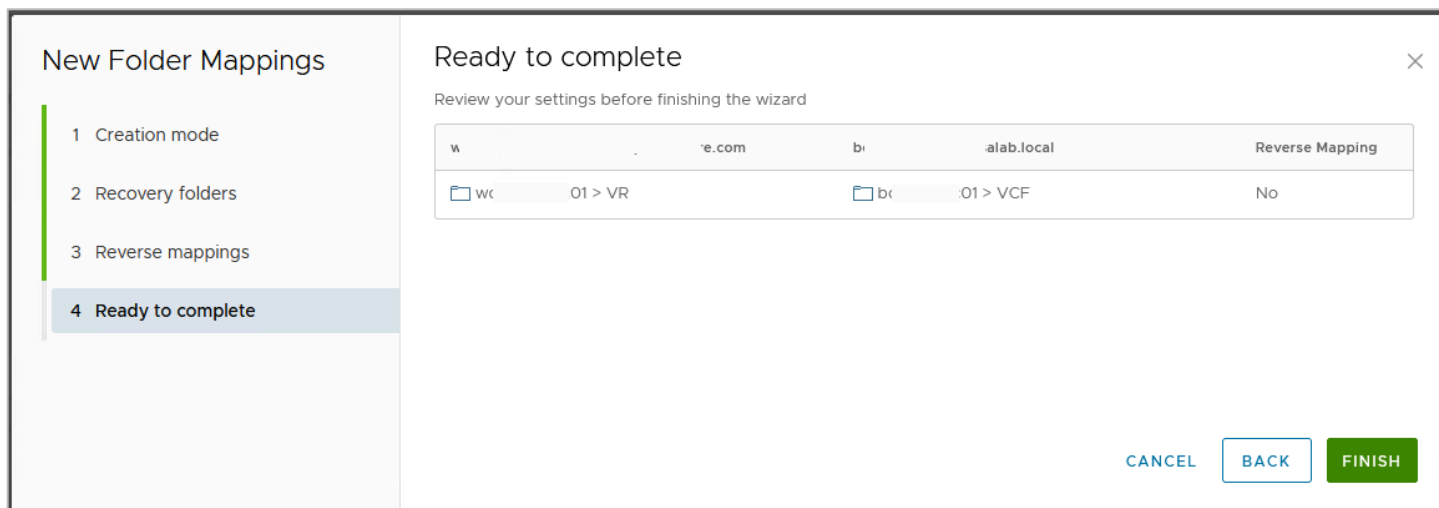 New Folder Mappings
1 Creation mode
2 Recovery folders
3 Reverse mappings
4 Ready to complete
Ready to complete
Review your settings before finishing the wizard
w e.com b alab.local Reverse Mapping
w 01 > VR b :01 > VCF No
CANCEL BACK FINISH